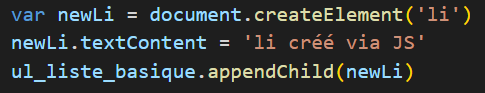 var newLi = document.createElement('li')
newLi.textContent = 'li créé via JS'
ul_liste_basique.appendChild(newLi)